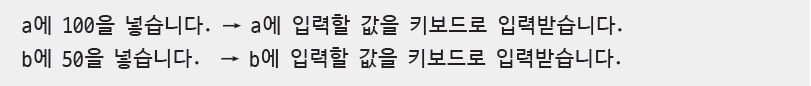 a에 100을 넣습니다. → a에 입력할 값을 키보드로 입력받습니다.
b에 50을 넣습니다. → b에 입력할 값을 키보드로 입력받습니다.